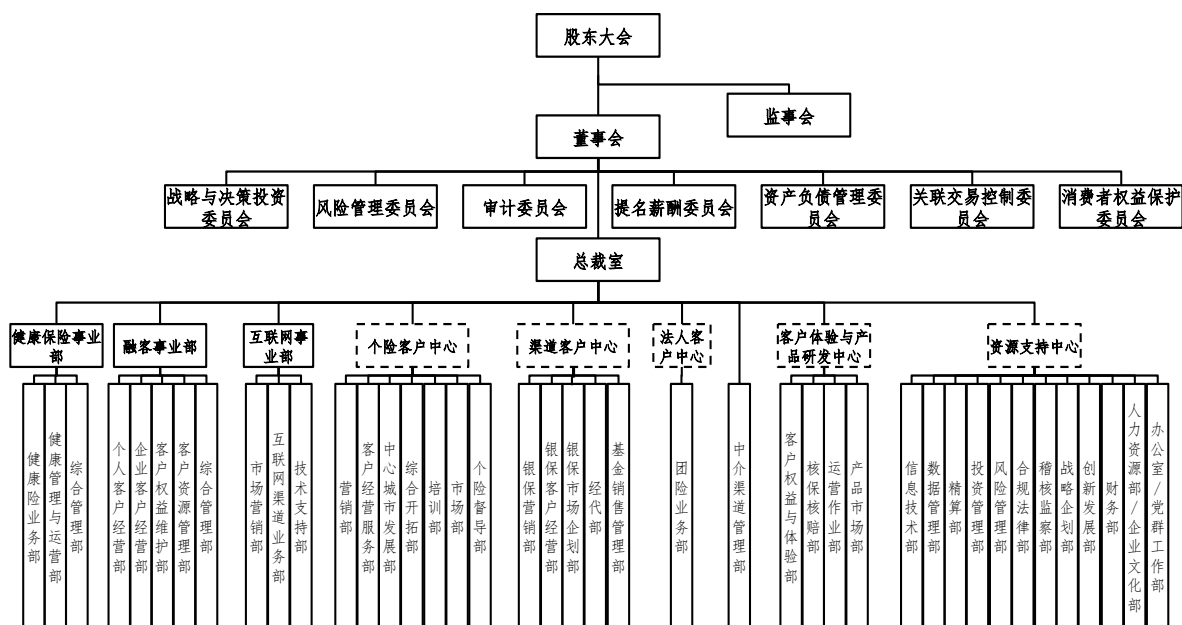 股东大会
监事会
董事会
战略与决策投资
委员会
风险管理委员会
审计委员会
提名薪酬委员会
资产负债管理委
员会
关联交易控制委
员会
消费者权益保护
委员会
总裁室
健康保险事业
部
融客事业部
互联网事
业部
个险客户中心
渠道客户中心
法人客
户中心
客户体验与产
品研发中心
资源支持中心
健康险业务部
健康管理与运营部
综合管理部
个人客户经营部
企业客户经营部
客户权益维护部
客户资源管理部
综合管理部
市场营销部
互联网渠道业务部
技术支持部
营销部
客户经营服务部
中心城市发展部
综合开拓部
培训部
市场部
个险督导部
银保营销部
银保客户经营部
银保市场企划部
经代部
基金销售管理部
团险业务部
中介渠道管理部
客户权益与体验部
核保核赔部
运营作业部
产品市场部
信息技术部
数据管理部
精算部
投资管理部
风险管理部
合规法律部
稽核监察部
战略企划部
创新发展部
财务部
人力资源部/企业文化部
办公室/党群工作部